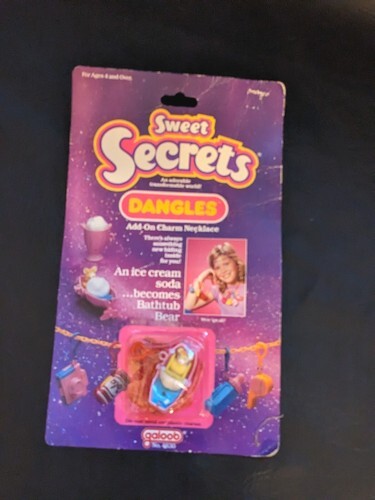 For Ages 4 and Over.
Sweet
Secrets
An adorable
transformable world!
DANGLES
Add-On Charm Necklace
There's always
something
new hiding
inside
for you!
An ice cream
soda
...becomes
Bathtub
Bear
galoob